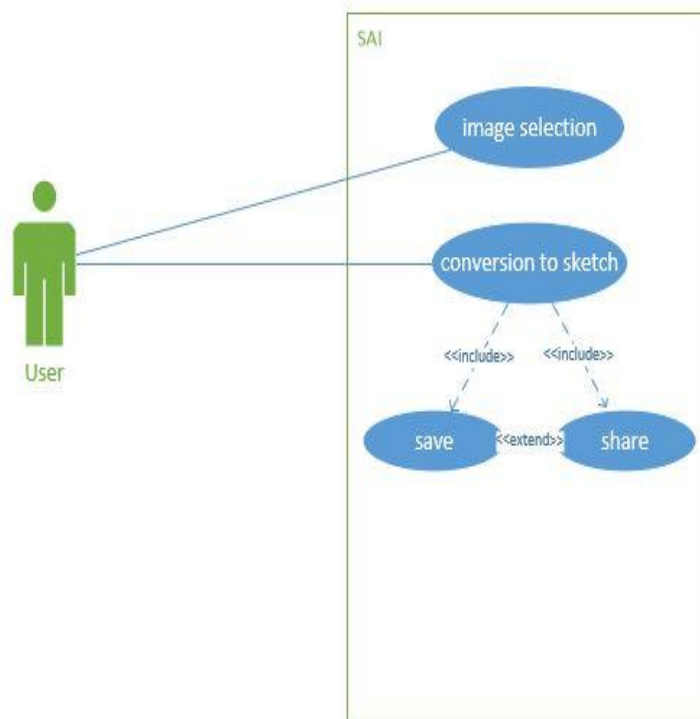 SAI
image selection
conversion to sketch
User
<<include>> <<include>>
save <<extend>> share